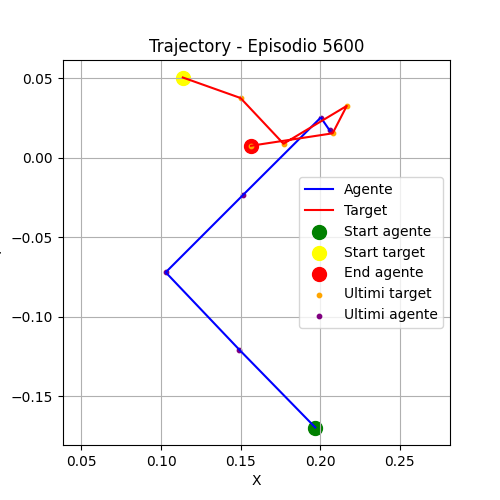 Trajectory - Episodio 5600
0.05
0.00
−0.05
−0.10
−0.15
Agente
Target
Start agente
Start target
End agente
Ultimi target
Ultimi agente
0.05
0.10
0.15
0.20
0.25
X